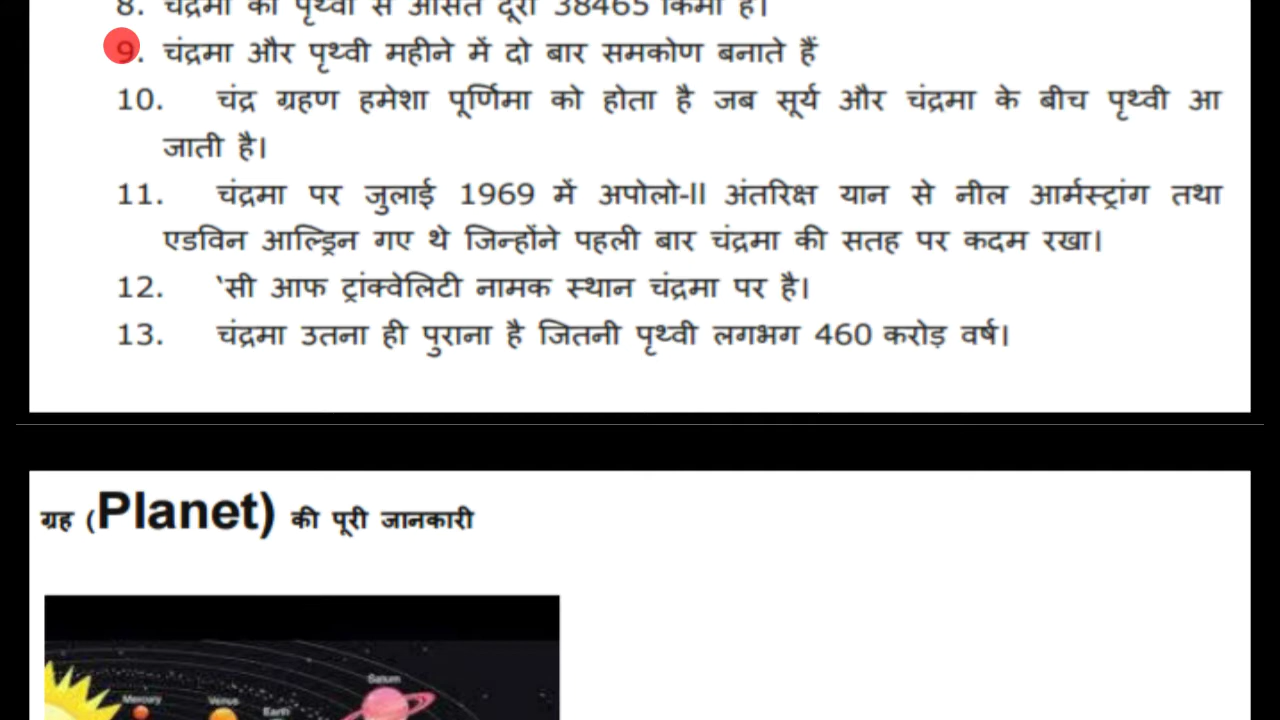 8. चंद्रमा की पृथ्वी से औसत दूरी 38465 किमी है।
9. चंद्रमा और पृथ्वी महीने में दो बार समकोण बनाते हैं
10. चंद्र ग्रहण हमेशा पूर्णिमा को होता है जब सूर्य और चंद्रमा के बीच पृथ्वी आ
जाती है।
11. चंद्रमा पर जुलाई 1969 में अपोलो-II अंतरिक्ष यान से नील आर्मस्ट्रांग तथा
एडविन आल्ड्रिन गए थे जिन्होंने पहली बार चंद्रमा की सतह पर कदम रखा।
12. ‛सी आफ ट्रांक्वेलिटी नामक स्थान चंद्रमा पर है।
13. चंद्रमा उतना ही पुराना है जितनी पृथ्वी लगभग 460 करोड़ वर्ष।
ग्रह (Planet) की पूरी जानकारी
Saturn
Mercury Venus
Earth